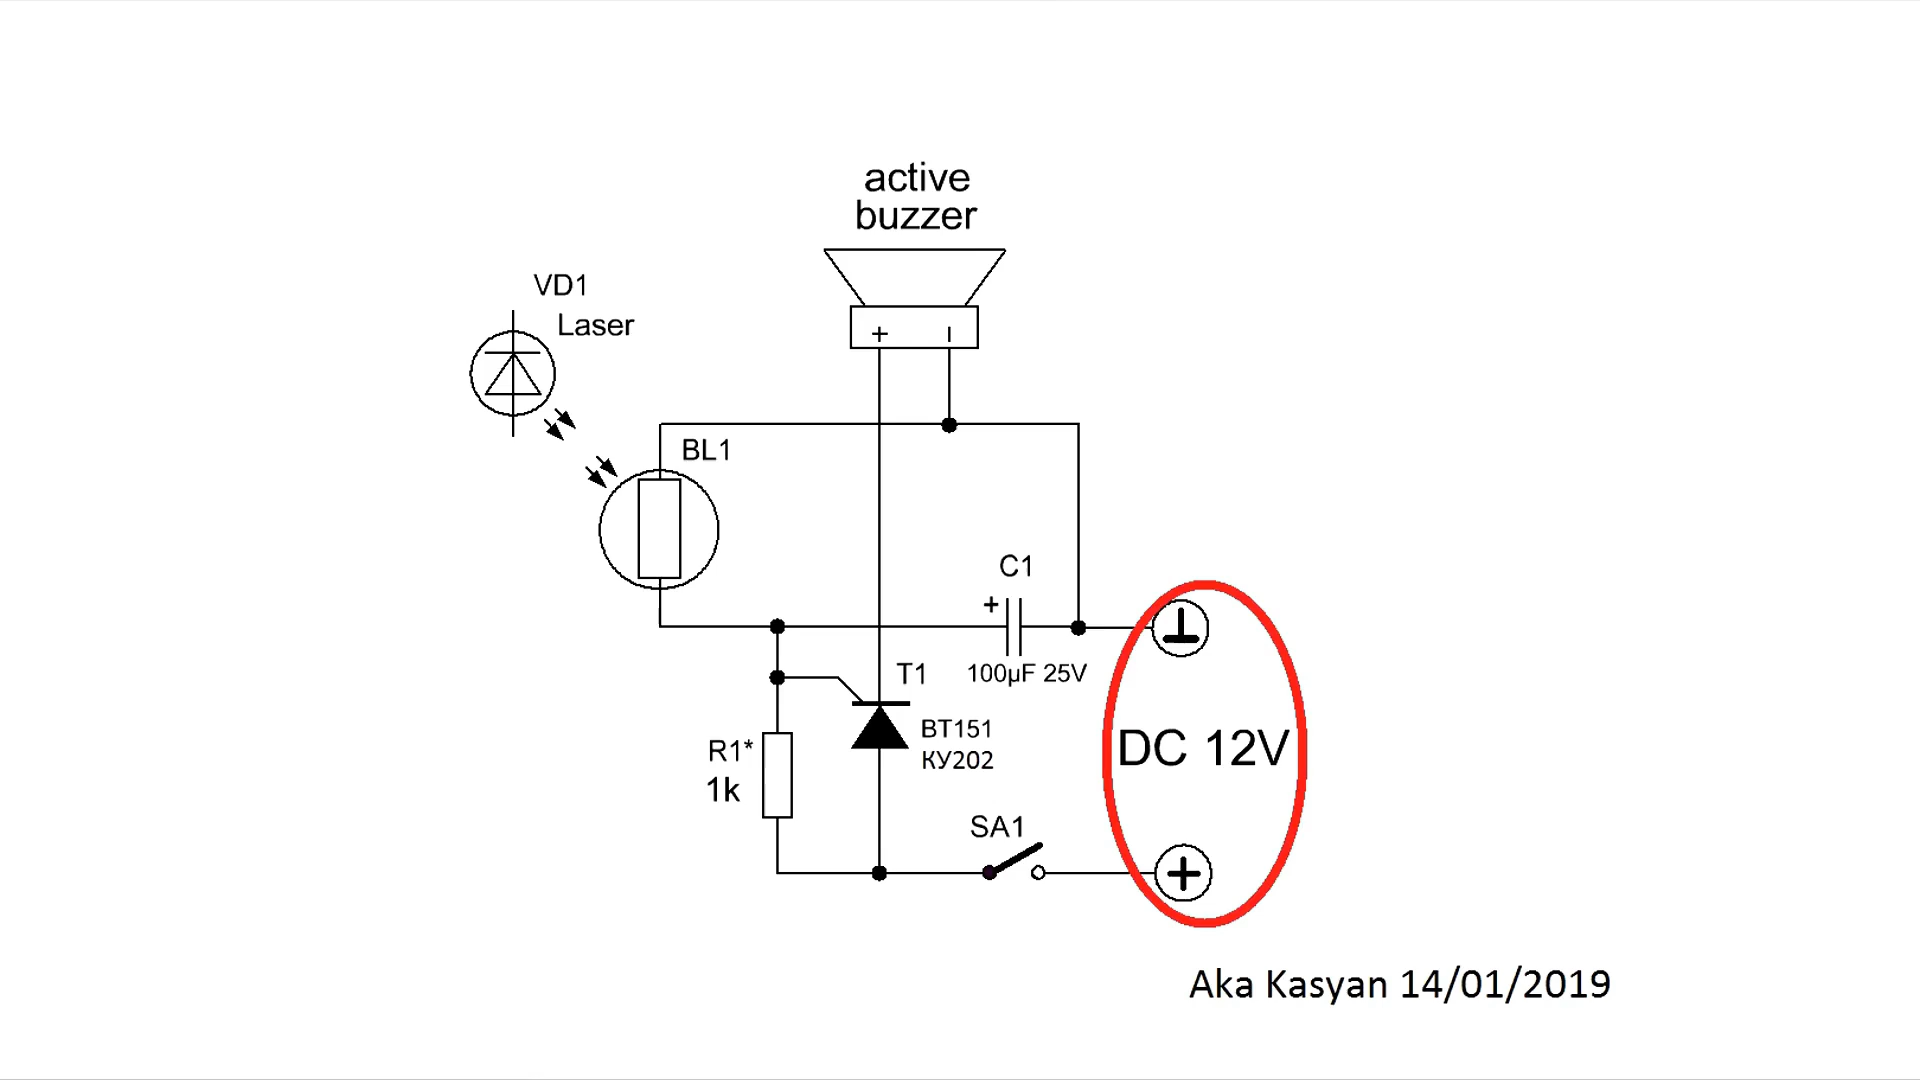 active
buzzer
VD1
Laser
+ I
BL1
C1
+
100µF 25V
T1
BT151
КУ202
R1*
1k
DC 12V
SA1
+
Aka Kasyan 14/01/2019